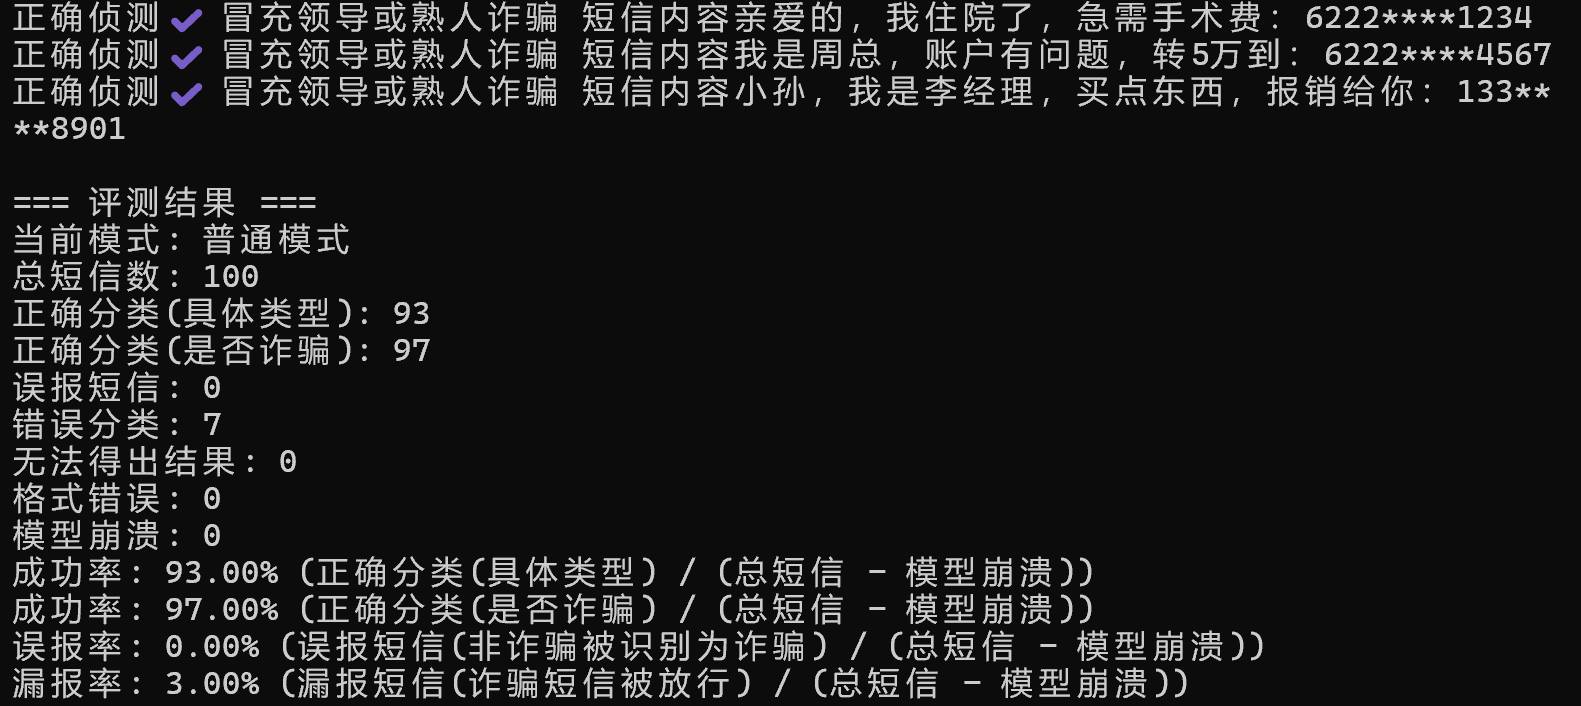 正确侦测✔ 冒充领导或熟人诈骗 短信内容亲爱的，我住院了，急需手术费：6222****1234
正确侦测✔ 冒充领导或熟人诈骗 短信内容我是周总，账户有问题，转5万到：6222****4567
正确侦测✔ 冒充领导或熟人诈骗 短信内容小孙，我是李经理，买点东西，报销给你：133**
**8901
=== 评测结果 ===
当前模式: 普通模式
总短信数: 100
正确分类(具体类型): 93
正确分类(是否诈骗): 97
误报短信: 0
错误分类: 7
无法得出结果: 0
格式错误: 0
模型崩溃: 0
成功率: 93.00% (正确分类(具体类型) / (总短信 - 模型崩溃))
成功率: 97.00% (正确分类(是否诈骗) / (总短信 - 模型崩溃))
误报率: 0.00% (误报短信(非诈骗被识别为诈骗) / (总短信 - 模型崩溃))
漏报率: 3.00% (漏报短信(诈骗短信被放行) / (总短信 - 模型崩溃))